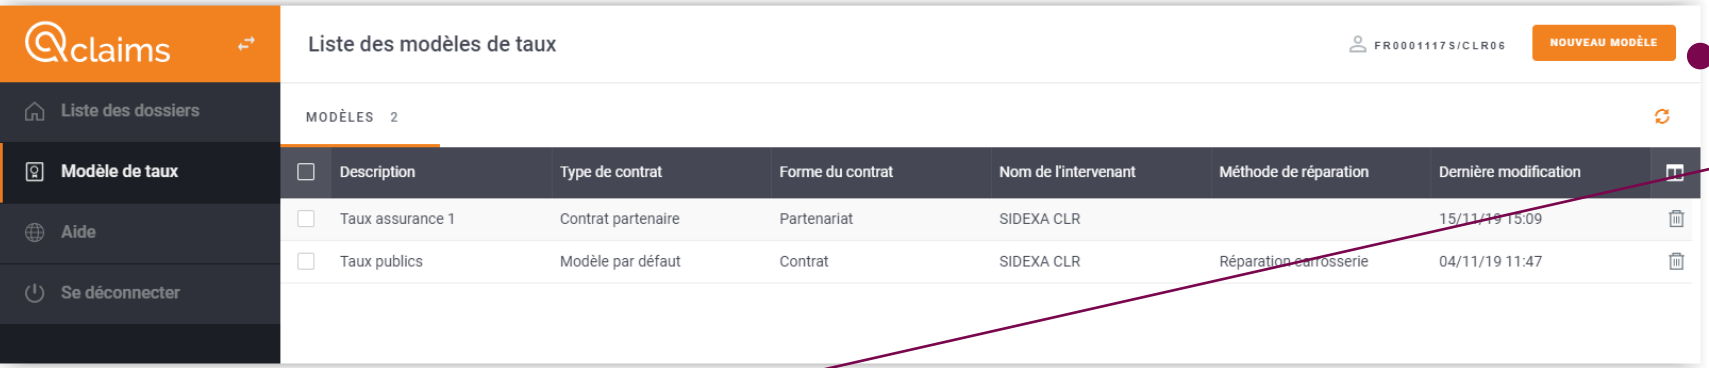 Qclaims
Liste des modèles de taux
FR0001117S/CLR06
NOUVEAU MODÈLE
Liste des dossiers
Modèle de taux
Aide
Se déconnecter
MODÈLES 2
Description Type de contrat Forme du contrat Nom de l'intervenant Méthode de réparation Dernière modification
Taux assurance 1 Contrat partenaire Partenariat SIDEXA CLR 15/11/19 15:09
Taux publics Modèle par défaut Contrat SIDEXA CLR Réparation carrosserie 04/11/19 11:47